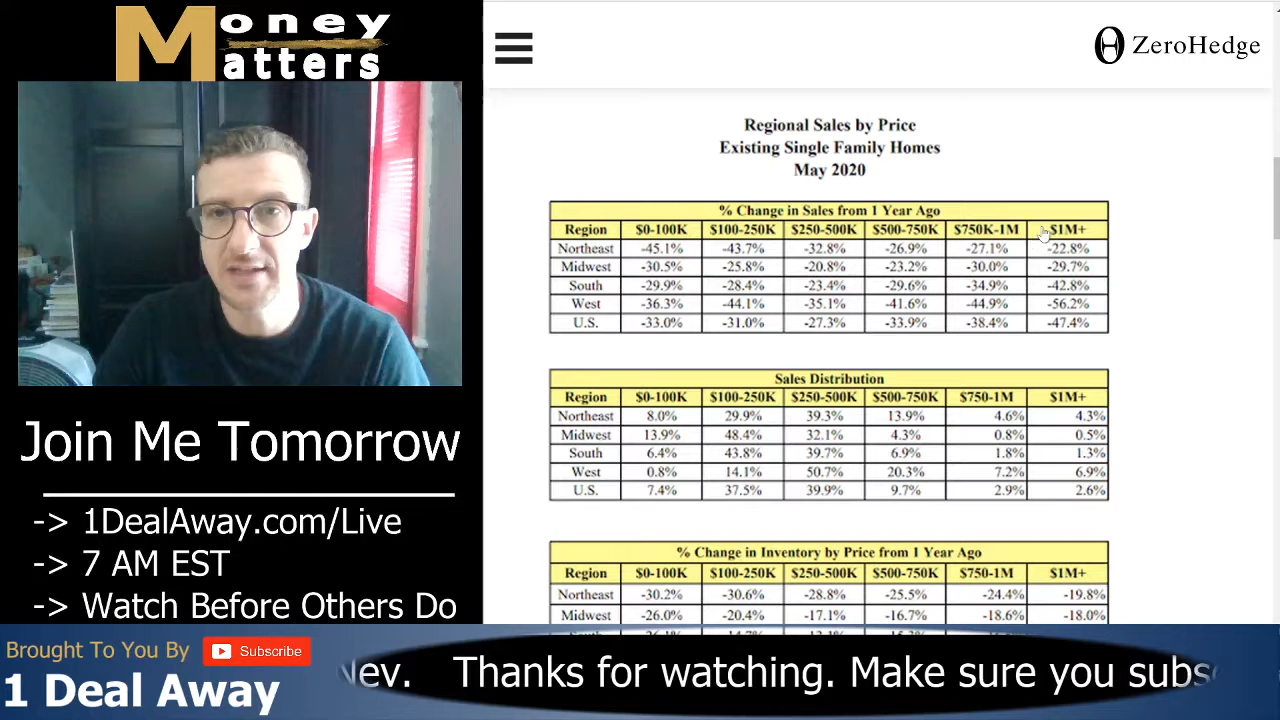 Money
Matters
Join Me Tomorrow
-> 1DealAway.com/Live
-> 7 AM EST
-> Watch Before Others Do
ZeroHedge
Regional Sales by Price
Existing Single Family Homes
May 2020
% Change in Sales from 1 Year Ago
Region $0-100K $100-250K $250-500K $500-750K $750K-1M $1M+
Northeast -45.1% -43.7% -32.8% -26.9% -27.1% -22.8%
Midwest -30.5% -25.8% -20.8% -23.2% -30.0% -29.7%
South -29.9% -28.4% -23.4% -29.6% -34.9% -42.8%
West -36.3% -44.1% -35.1% -41.6% -44.9% -56.2%
U.S. -33.0% -31.0% -27.3% -33.9% -38.4% -47.4%
Sales Distribution
Region $0-100K $100-250K $250-500K $500-750K $750-1M $1M+
Northeast 8.0% 29.9% 39.3% 13.9% 4.6% 4.3%
Midwest 13.9% 48.4% 32.1% 4.3% 0.8% 0.5%
South 6.4% 43.8% 39.7% 6.9% 1.8% 1.3%
West 0.8% 14.1% 50.7% 20.3% 7.2% 6.9%
U.S. 7.4% 37.5% 39.9% 9.7% 2.9% 2.6%
% Change in Inventory by Price from 1 Year Ago
Region $0-100K $100-250K $250-500K $500-750K $750-1M $1M+
Northeast -30.2% -30.6% -28.8% -25.5% -24.4% -19.8%
Midwest -26.0% -20.4% -17.1% -16.7% -18.6% -18.0%
Brought To You By Subscribe
1 Deal Away
Thanks for watching. Make sure you subs